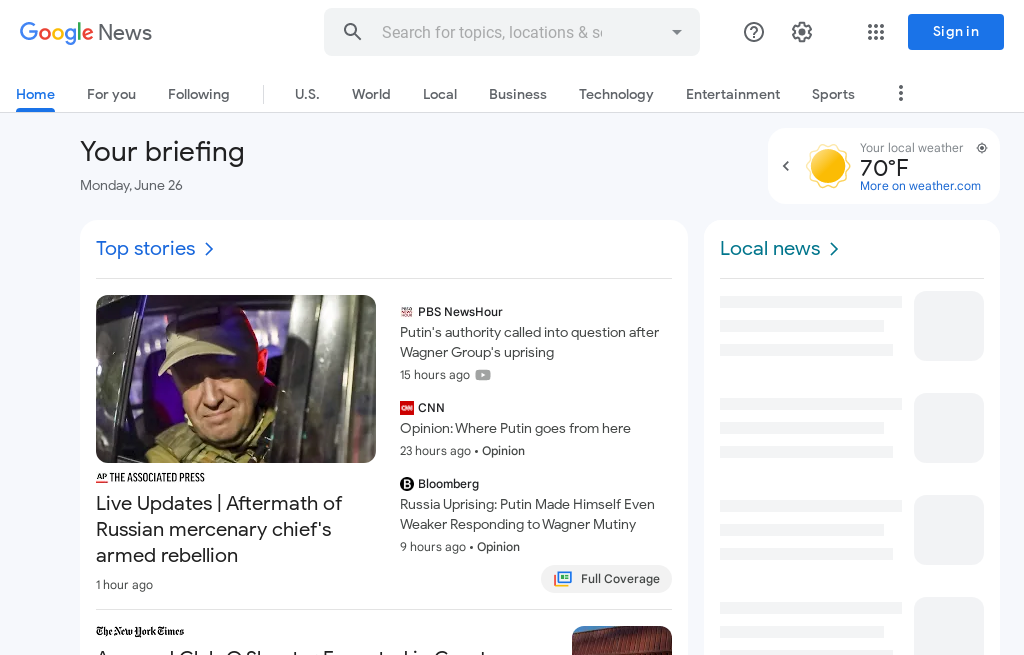 Google News
Search for topics, locations & so
Sign in
Home
For you
Following
U.S.
World
Local
Business
Technology
Entertainment
Sports
Your briefing
Monday, June 26
Your local weather
70°F
More on weather.com
Top stories
AP THE ASSOCIATED PRESS
Live Updates | Aftermath of
Russian mercenary chief's
armed rebellion
1 hour ago
PBS NewsHour
Putin's authority called into question after
Wagner Group's uprising
15 hours ago
CNN
CNN
Opinion: Where Putin goes from here
23 hours ago • Opinion
B
Bloomberg
Russia Uprising: Putin Made Himself Even
Weaker Responding to Wagner Mutiny
9 hours ago • Opinion
Full Coverage
The New York Times
Local news